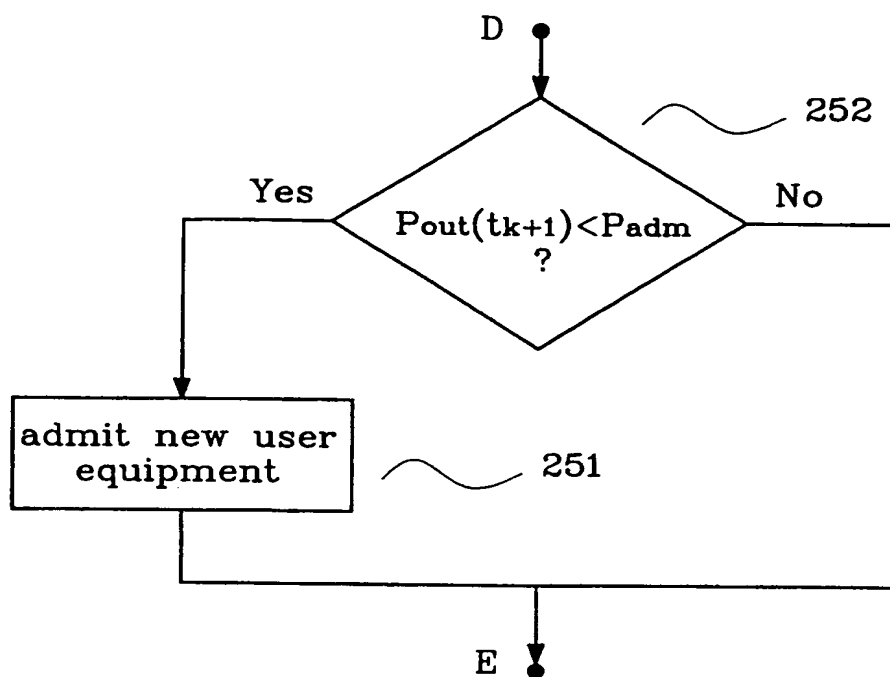 D
252
Yes
No
Pout(tk+1)<Padm
?
admit new user
equipment
251
E